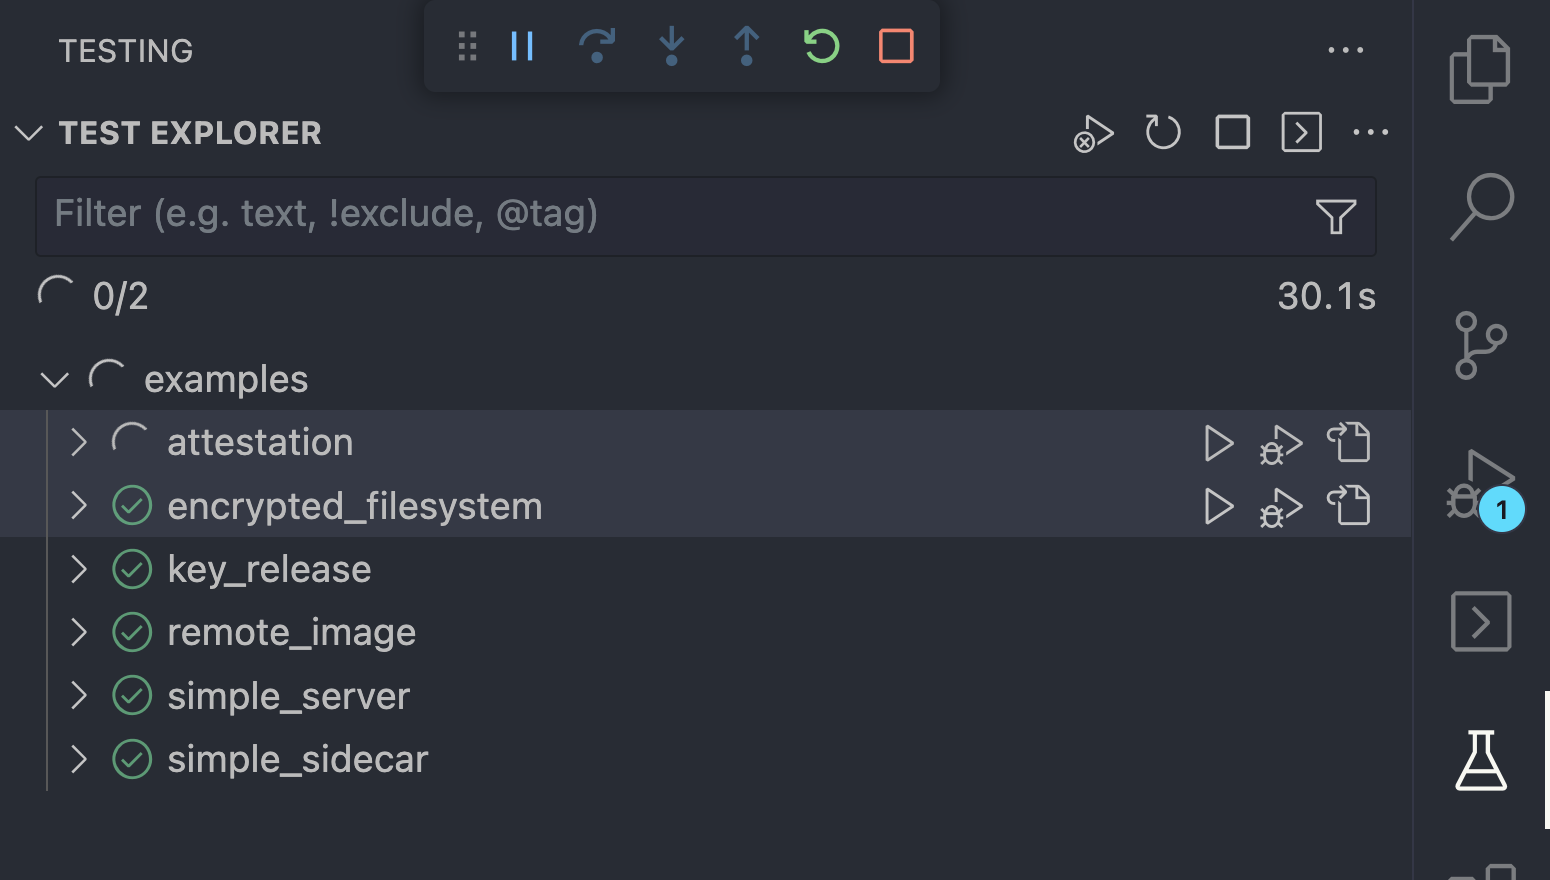 TESTING
TEST EXPLORER
Filter (e.g. text, !exclude, @tag)
0/2 30.1s
examples
attestation
encrypted_filesystem
1
key_release
remote_image
simple_server
simple_sidecar